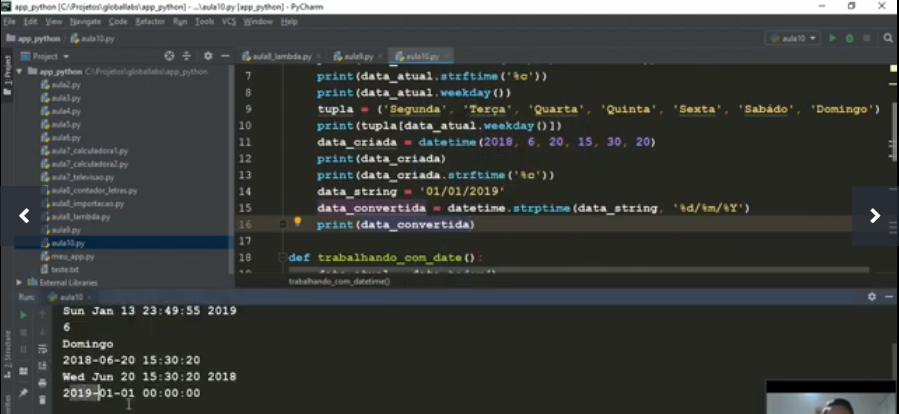 app_python [C:\Projetos\globallabs\app_python] - ...\aula10.py [app_python] - PyCharm
File Edit View Navigate Code Refactor Run Tools VCS Window Help
app_python aula10.py
aula10
Project
aula8_lambda.py aula9.py aula10.py
1: Project
app_python C:\Projetos\globallabs\app_python
aula2.py
aula3.py
aula4.py
aula5.py
aula6.py
aula7_calculadora1.py
aula7_calculadora2.py
aula7_televisao.py
aula8_contador_letras.py
aula8_importacao.py
aula8_lambda.py
aula9.py
aula10.py
meu_app.py
teste.txt
External Libraries
7 print(data_atual.strftime('%c'))
8 print(data_atual.weekday())
9 tupla = ('Segunda', 'Terça', 'Quarta', 'Quinta', 'Sexta', 'Sabádo', 'Domingo')
10 print(tupla[data_atual.weekday()])
11 data_criada = datetime(2018, 6, 20, 15, 30, 20)
12 print(data_criada)
13 print(data_criada.strftime('%c'))
14 data_string = '01/01/2019'
15 data_convertida = datetime.strptime(data_string, '%d/%m/%Y')
16 print(data_convertida)
17
18 def trabalhando_com_date():
19
trabalhando_com_datetime()
Run: aula10
Sun Jan 13 23:49:55 2019
6
Domingo
2018-06-20 15:30:20
Wed Jun 20 15:30:20 2018
2019-01-01 00:00:00